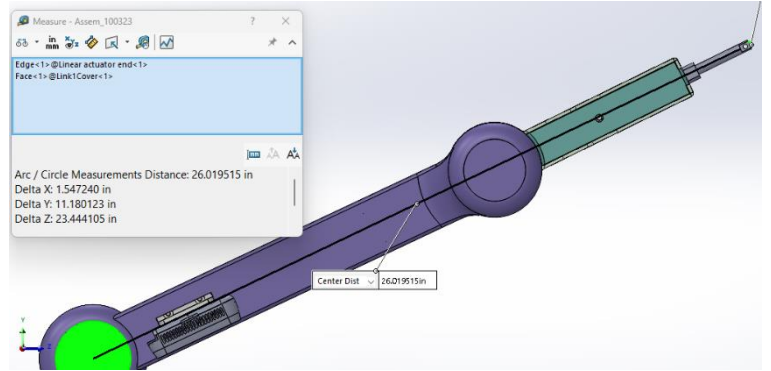 Measure - Assem_100323
in
mm
Edge<1>@Linear actuator end<1>
Face<1>@Link1Cover<1>
Arc / Circle Measurements Distance: 26.019515 in
Delta X: 1.547240 in
Delta Y: 11.180123 in
Delta Z: 23.444105 in
Center Dist 26.019515in
Y
Z